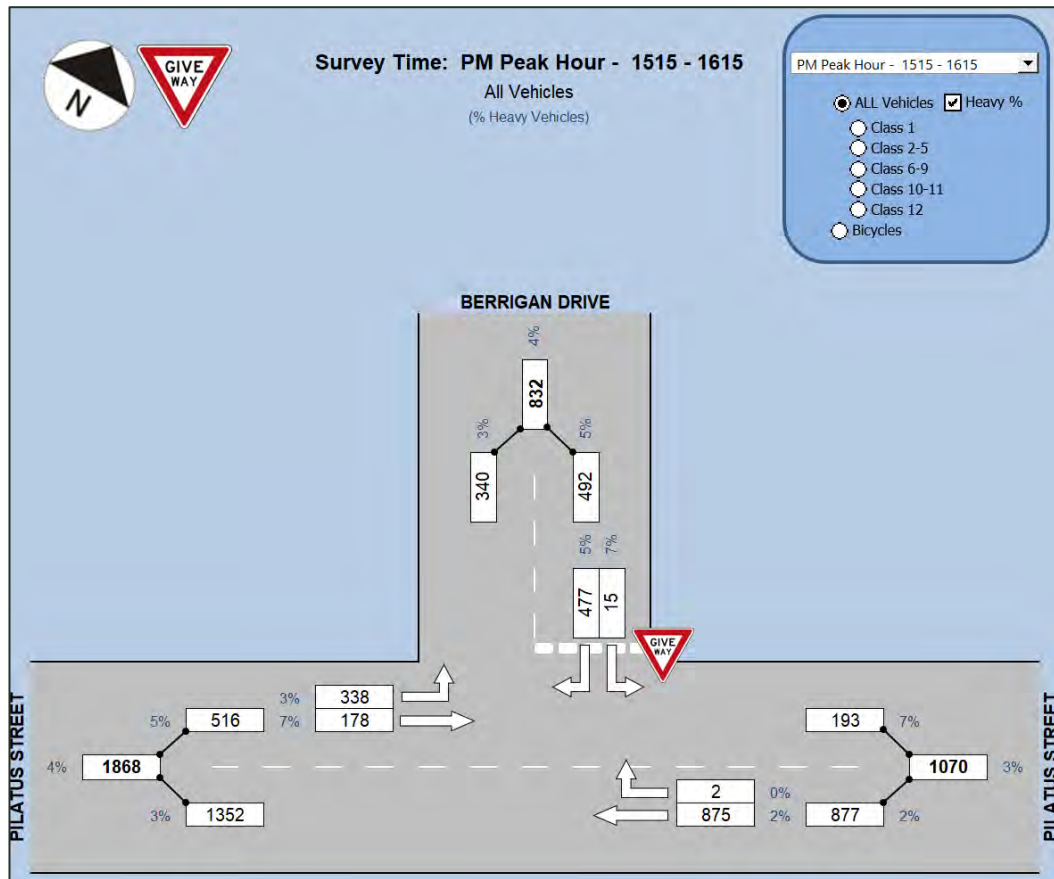 GIVE
WAY
N
Survey Time: PM Peak Hour - 1515 - 1615
All Vehicles
(% Heavy Vehicles)
PM Peak Hour - 1515 - 1615
ALL Vehicles
Heavy %
Class 1
Class 2-5
Class 6-9
Class 10-11
Class 12
Bicycles
BERRIGAN DRIVE
4%
832
3%
5%
340
492
5%
7%
477
15
GIVE
WAY
PILATUS STREET
3%
338
5%
516
7%
178
4%
1868
3%
1352
193
7%
1070
3%
2
0%
875
2%
877
2%
PILATUS STREET